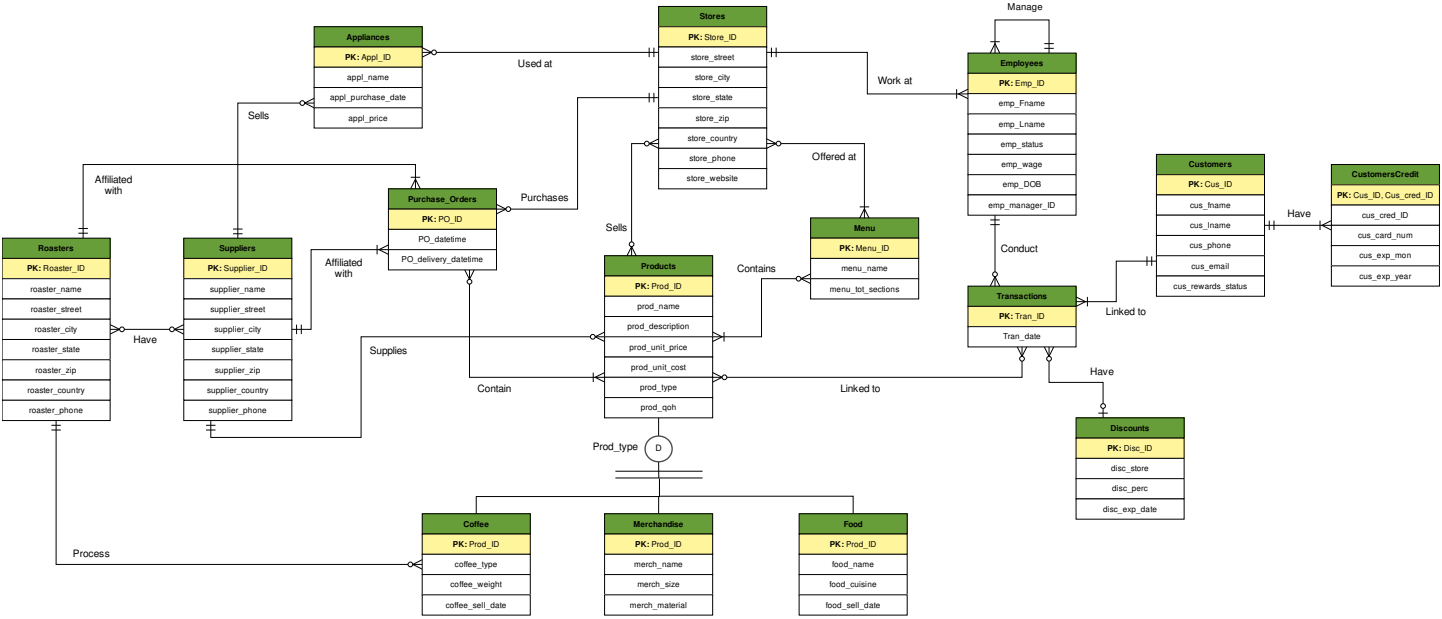 Manage
Stores
PK: Store_ID
store_street
store_city
store_state
store_zip
store_country
store_phone
store_website
Appliances
PK: Appl_ID
appl_name
appl_purchase_date
appl_price
Used at
Work at
Employees
PK: Emp_ID
emp_Fname
emp_Lname
emp_status
emp_wage
emp_DOB
emp_manager_ID
Sells
Offered at
Customers
PK: Cus_ID
cus_fname
cus_lname
cus_phone
cus_email
cus_rewards_status
Have
CustomersCredit
PK: Cus_ID, Cus_cred_ID
cus_cred_ID
cus_card_num
cus_exp_mon
cus_exp_year
Affiliated
with
Purchase_Orders
PK: PO_ID
PO_datetime
PO_delivery_datetime
Purchases
Sells
Menu
PK: Menu_ID
menu_name
menu_tot_sections
Conduct
Roasters
PK: Roaster_ID
roaster_name
roaster_street
roaster_city
roaster_state
roaster_zip
roaster_country
roaster_phone
Have
Suppliers
PK: Supplier_ID
supplier_name
supplier_street
supplier_city
supplier_state
supplier_zip
supplier_country
supplier_phone
Affiliated
with
Products
PK: Prod_ID
prod_name
prod_description
prod_unit_price
prod_unit_cost
prod_type
prod_qoh
Contains
Transactions
PK: Tran_ID
Tran_date
Linked to
Supplies
Contain
Linked to
Have
Discounts
PK: Disc_ID
disc_store
disc_perc
disc_exp_date
Prod_type
D
Process
Coffee
PK: Prod_ID
coffee_type
coffee_weight
coffee_sell_date
Merchandise
PK: Prod_ID
merch_name
merch_size
merch_material
Food
PK: Prod_ID
food_name
food_cuisine
food_sell_date